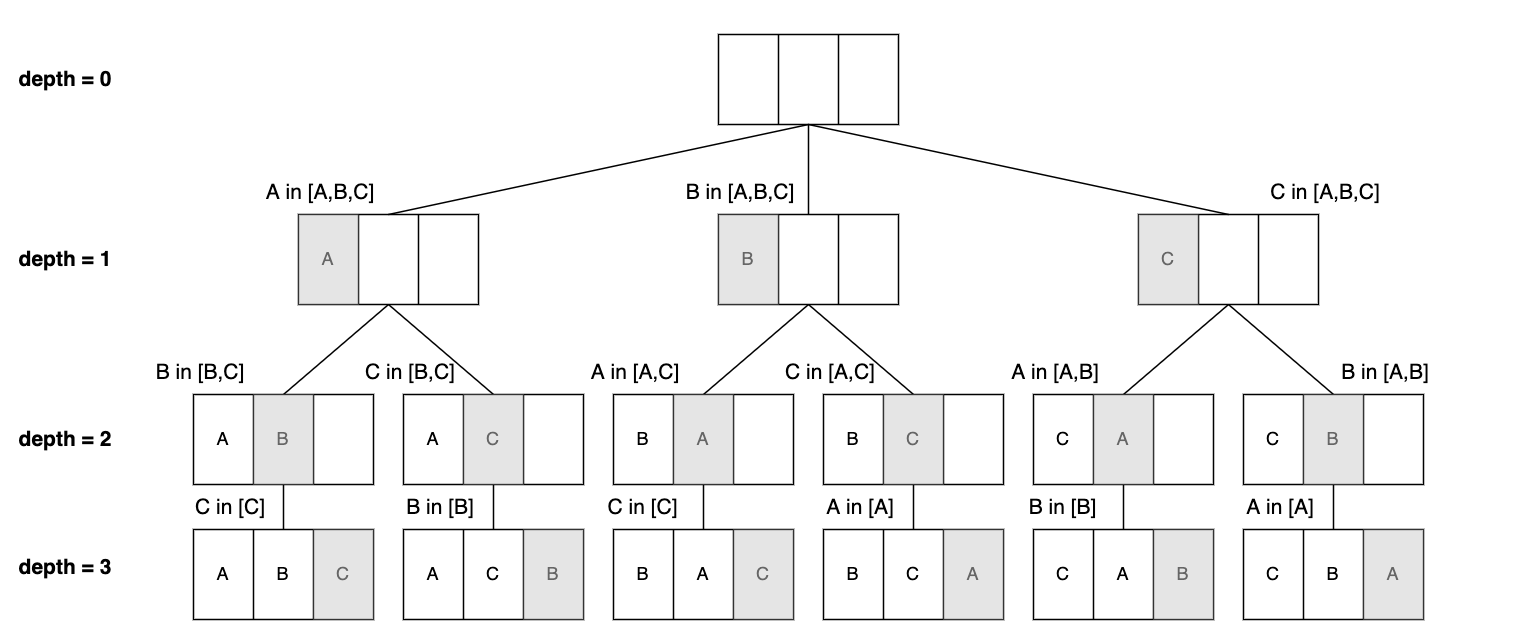 depth = 0
A in [A,B,C]
B in [A,B,C]
C in [A,B,C]
depth = 1
A
B
C
B in [B,C]
C in [B,C]
A in [A,C]
C in [A,C]
A in [A,B]
B in [A,B]
depth = 2
A B
A C
B A
B C
C A
C B
C in [C]
B in [B]
C in [C]
A in [A]
B in [B]
A in [A]
depth = 3
A B C
A C B
B A C
B C A
C A B
C B A